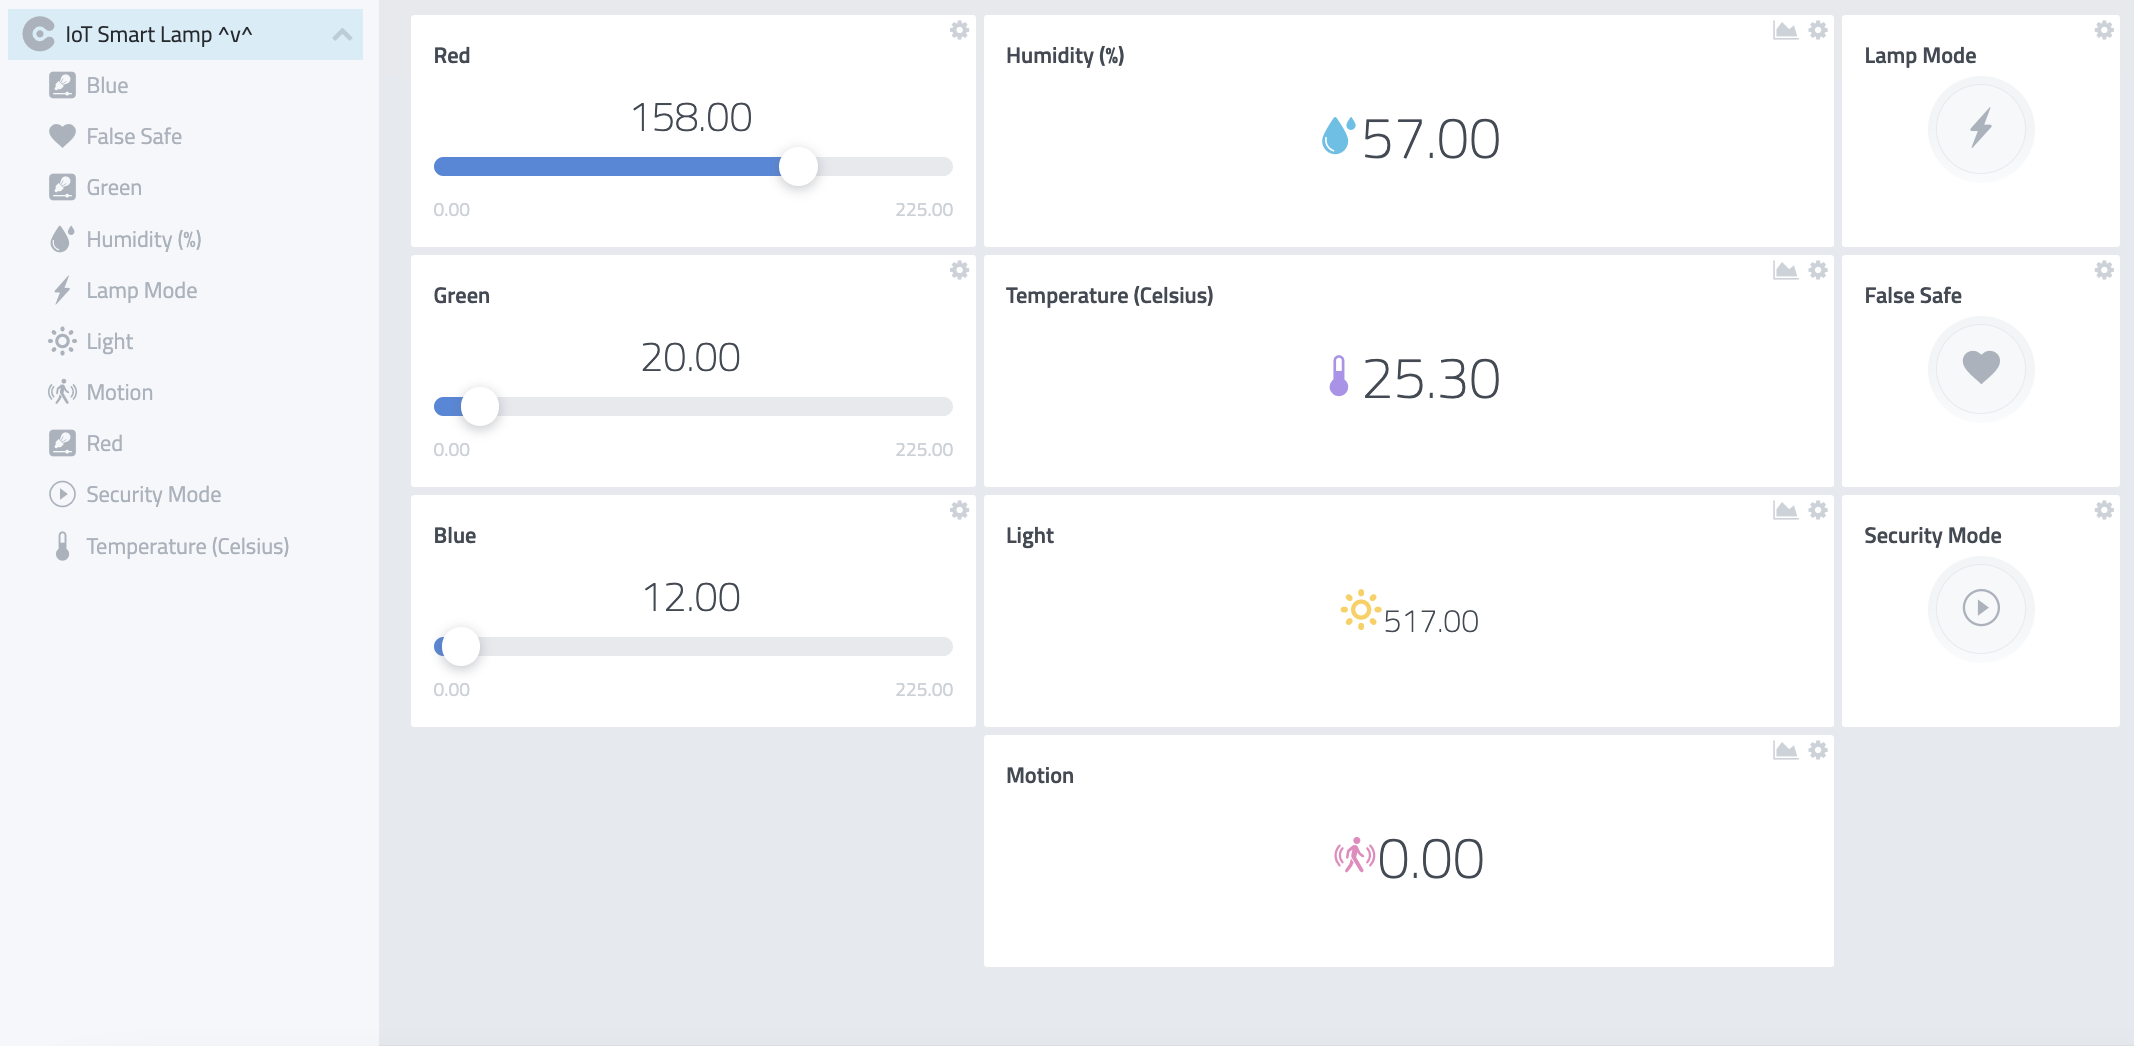 IoT Smart Lamp ^v^
Blue
False Safe
Green
Humidity (%)
Lamp Mode
Light
Motion
Red
Security Mode
Temperature (Celsius)
Red
158.00
0.00 225.00
Green
20.00
0.00 225.00
Blue
12.00
0.00 225.00
Humidity (%)
57.00
Temperature (Celsius)
25.30
Light
517.00
Motion
0.00
Lamp Mode
False Safe
Security Mode